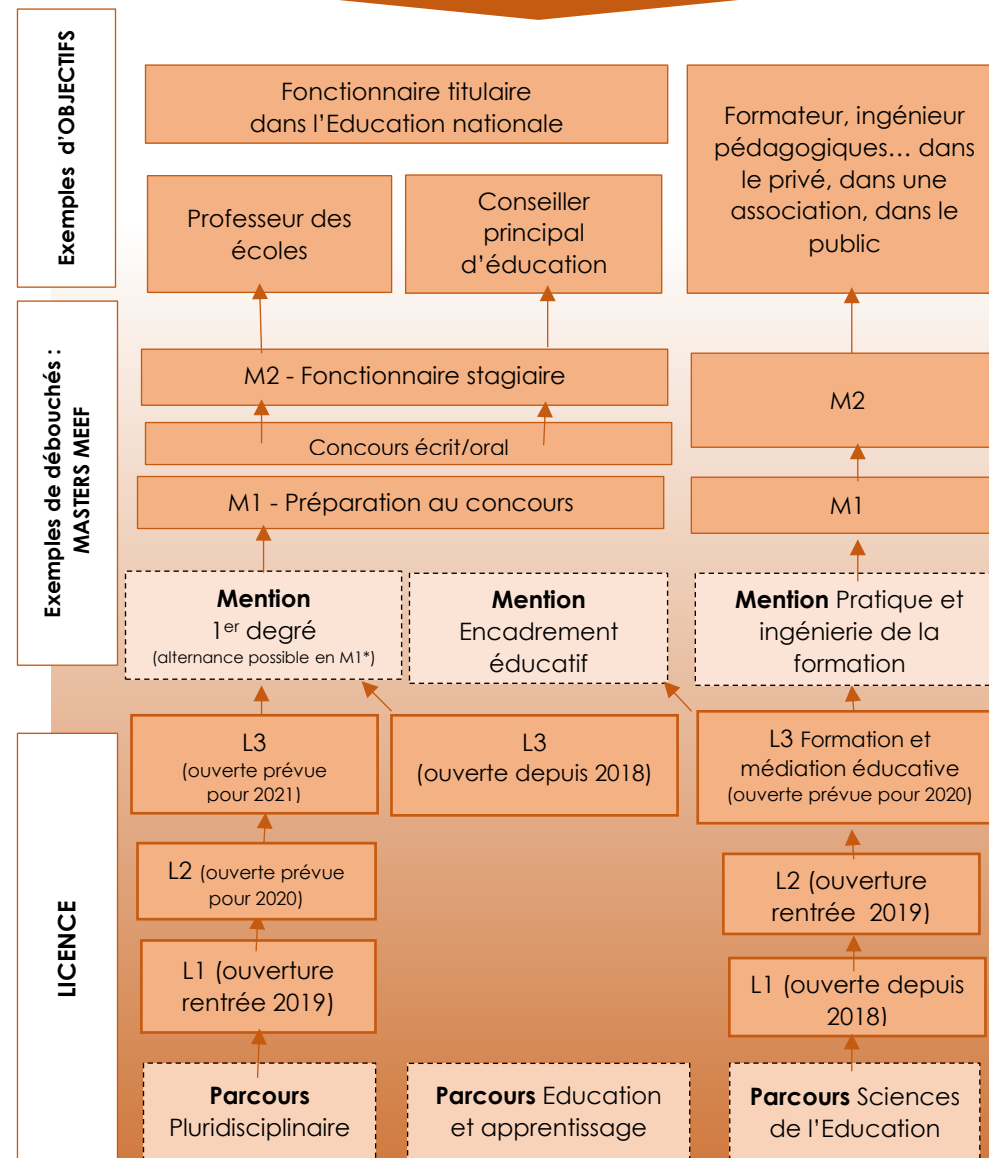 Exemples d'OBJECTIFS
Fonctionnaire titulaire
dans l'Education nationale
Formateur, ingénieur
pédagogiques… dans
le privé, dans une
association, dans le
public
Professeur des
écoles
Conseiller
principal
d'éducation
Exemples de débouchés :
MASTERS MEEF
M2 - Fonctionnaire stagiaire
M2
Concours écrit/oral
M1 - Préparation au concours
M1
Mention
1er degré
(alternance possible en M1*)
Mention
Encadrement
éducatif
Mention Pratique et
ingénierie de la
formation
LICENCE
L3
(ouverte prévue
pour 2021)
L3
(ouverte depuis 2018)
L3 Formation et
médiation éducative
(ouverte prévue pour 2020)
L2 (ouverte prévue
pour 2020)
L2 (ouverture
rentrée 2019)
L1 (ouverture
rentrée 2019)
L1 (ouverte depuis
2018)
Parcours
Pluridisciplinaire
Parcours Education
et apprentissage
Parcours Sciences
de l'Education